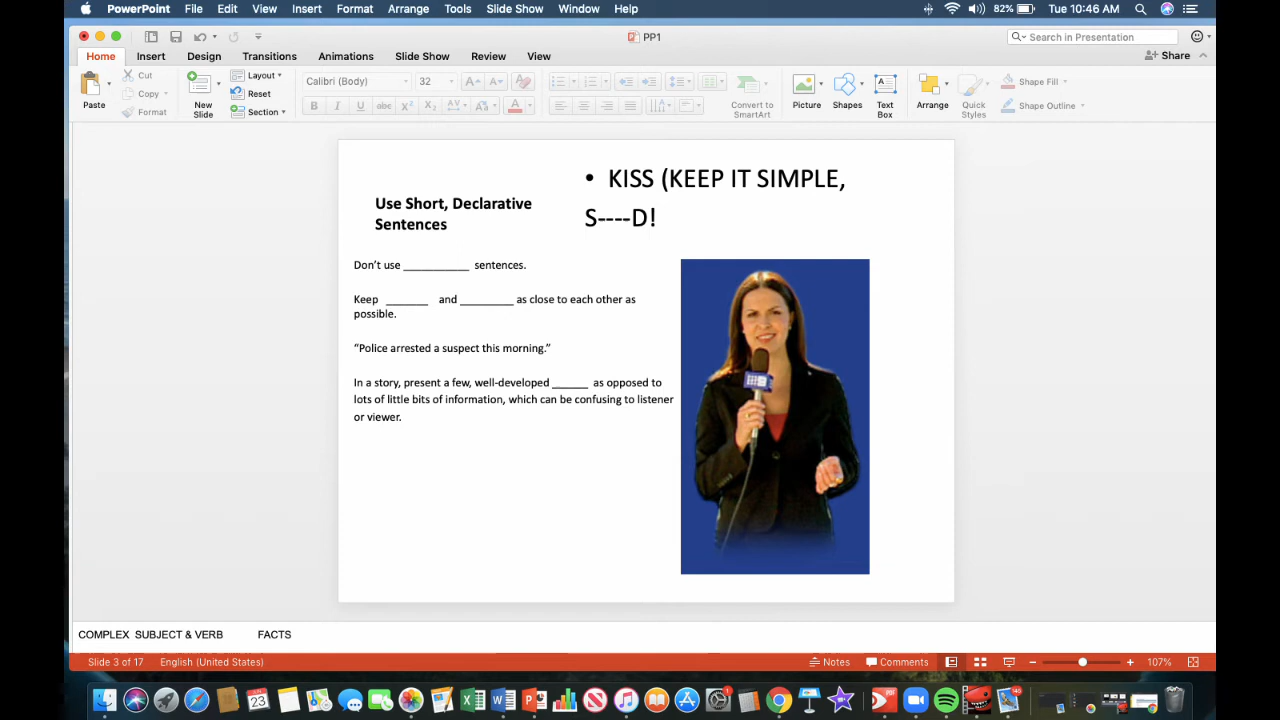 PowerPoint File Edit View Insert Format Arrange Tools Slide Show Window Help 82% Tue 10:46 AM
PP1 Search in Presentation
Home Insert Design Transitions Animations Slide Show Review View Share
Paste Cut Copy Format New Slide Layout Reset Section Calibri (Body) 32 Convert to SmartArt Picture Shapes Text Box Arrange Quick Styles Shape Fill Shape Outline
• KISS (KEEP IT SIMPLE,
S----D!
Use Short, Declarative
Sentences
Don’t use ___________ sentences.
Keep _______ and _________ as close to each other as
possible.
“Police arrested a suspect this morning.”
In a story, present a few, well-developed ______ as opposed to
lots of little bits of information, which can be confusing to listener
or viewer.
COMPLEX SUBJECT & VERB FACTS
Slide 3 of 17 English (United States) Notes Comments 107%